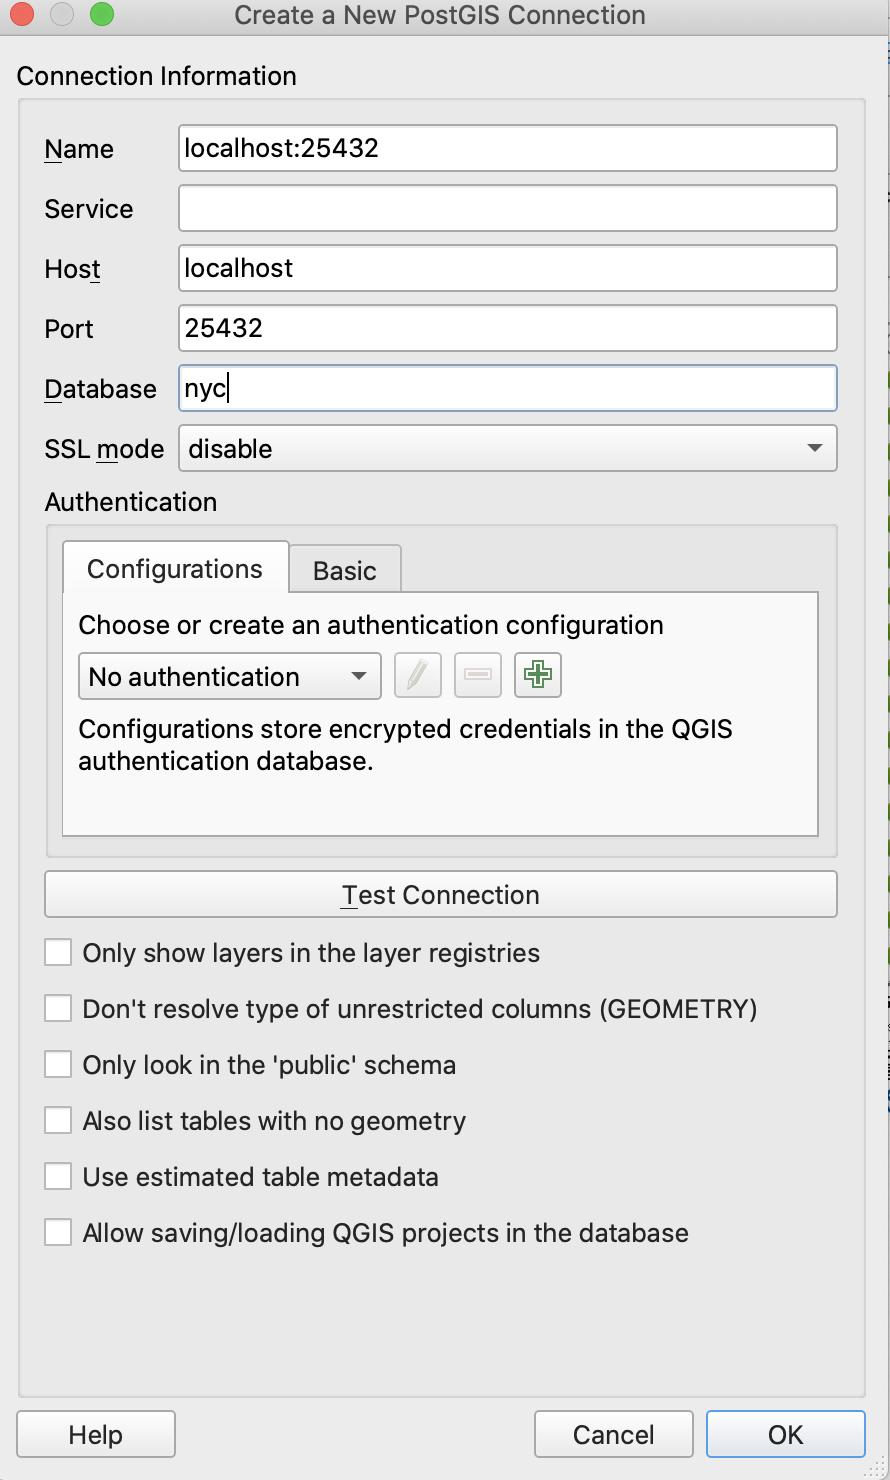 Create a New PostGIS Connection
Connection Information
Name localhost:25432
Service
Host localhost
Port 25432
Database nyc
SSL mode disable
Authentication
Configurations Basic
Choose or create an authentication configuration
No authentication
Configurations store encrypted credentials in the QGIS
authentication database.
Test Connection
Only show layers in the layer registries
Don't resolve type of unrestricted columns (GEOMETRY)
Only look in the 'public' schema
Also list tables with no geometry
Use estimated table metadata
Allow saving/loading QGIS projects in the database
Help Cancel OK